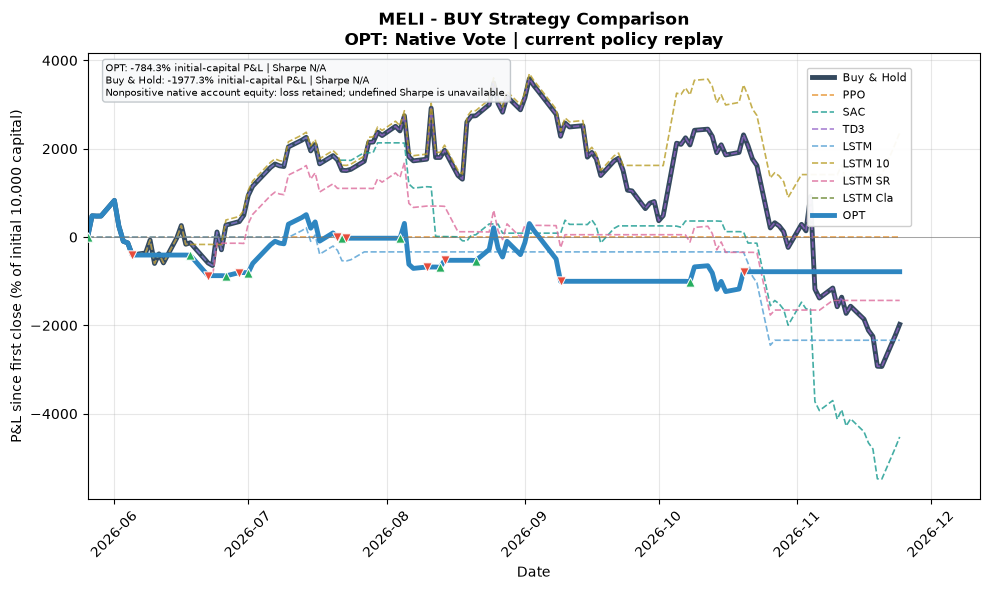 MELI - BUY Strategy Comparison
OPT: Native Vote | current policy replay
OPT: -784.3% initial-capital P&L | Sharpe N/A
Buy & Hold: -1977.3% initial-capital P&L | Sharpe N/A
Nonpositive native account equity: loss retained; undefined Sharpe is unavailable.
Buy & Hold
PPO
SAC
TD3
LSTM
LSTM 10
LSTM SR
LSTM Cla
OPT
P&L since first close (% of initial 10,000 capital)
4000
2000
0
−2000
−4000
2026-06
2026-07
2026-08
2026-09
2026-10
2026-11
2026-12
Date